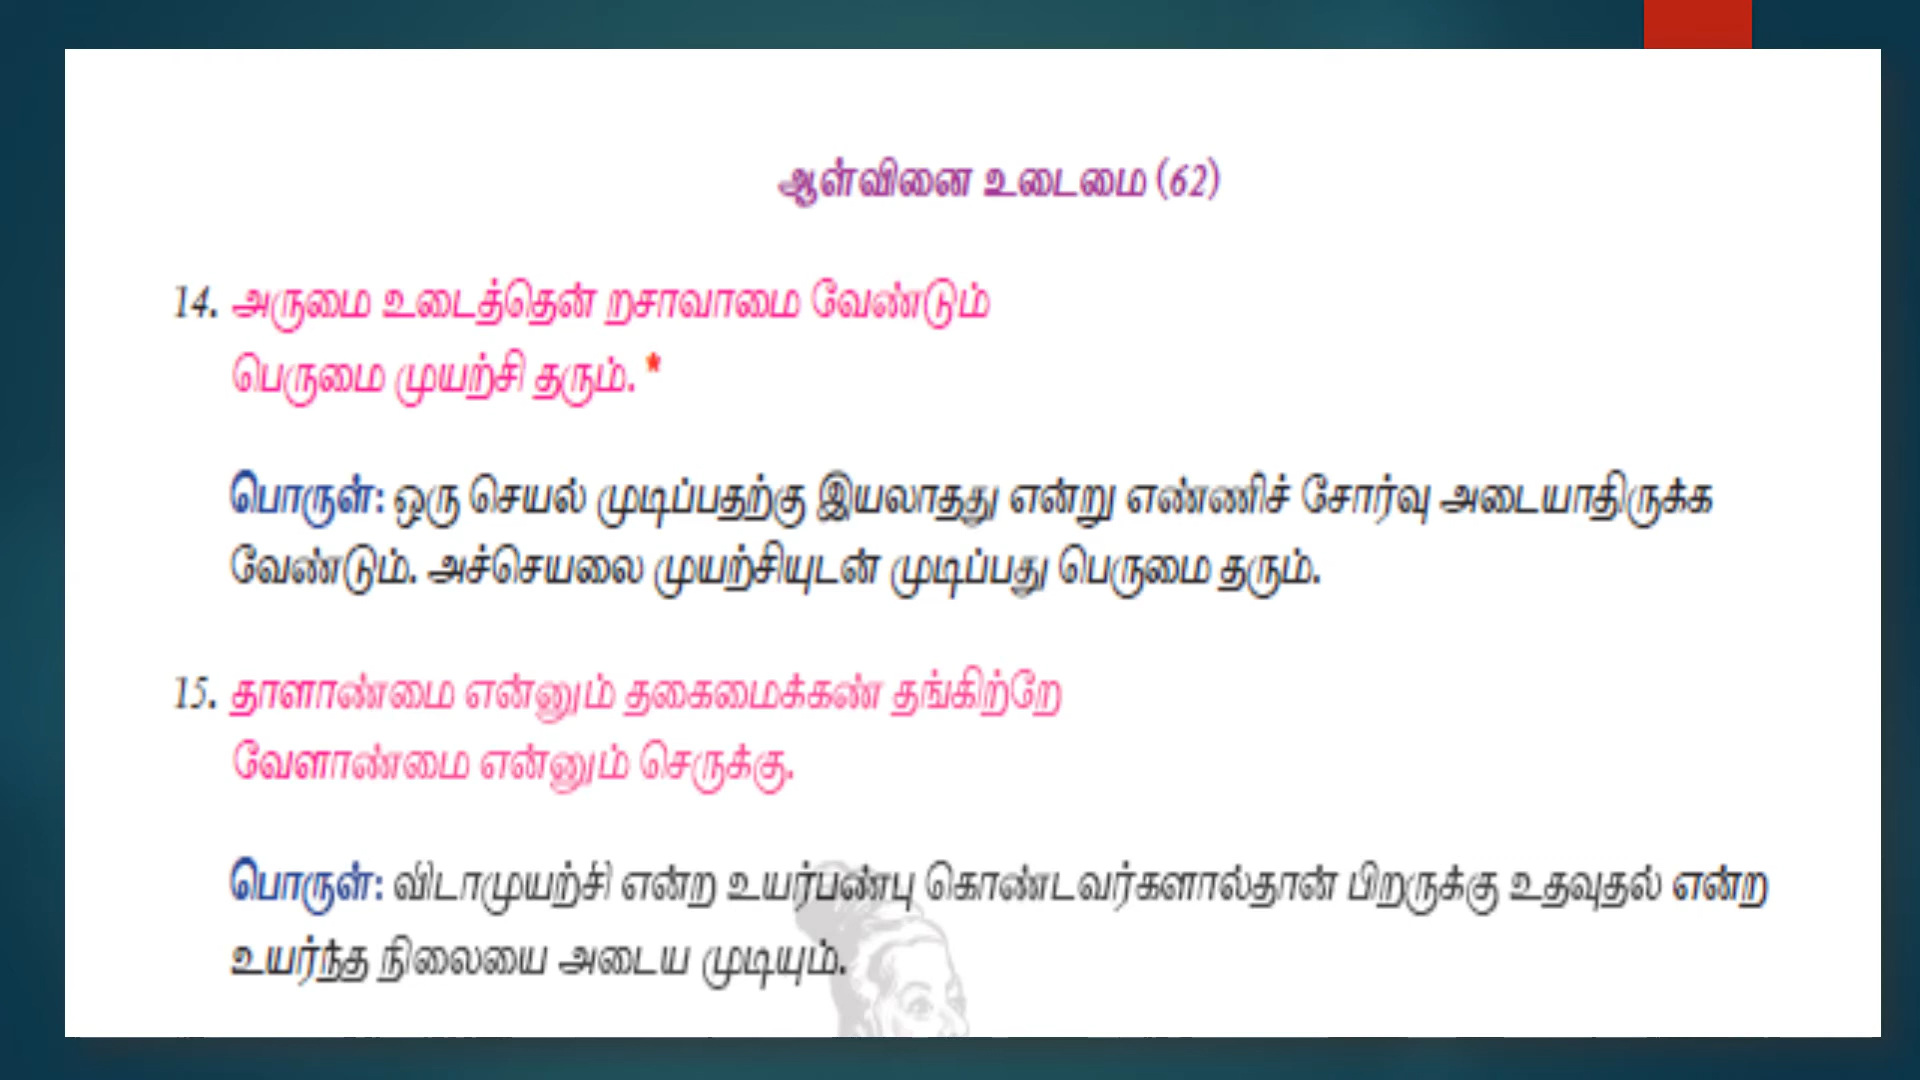 ஆள்வினை உடைமை (62)
14. அருமை உடைத்தென் றசாவாமை வேண்டும்
பெருமை முயற்சி தரும். *
பொருள்: ஒரு செயல் முடிப்பதற்கு இயலாதது என்று எண்ணிச் சோர்வு அடையாதிருக்க
வேண்டும். அச்செயலை முயற்சியுடன் முடிப்பது பெருமை தரும்.
15. தாளாண்மை என்னும் தகைமைக்கண் தங்கிற்றே
வேளாண்மை என்னும் செருக்கு.
பொருள்: விடாமுயற்சி என்ற உயர்பண்பு கொண்டவர்களால்தான் பிறருக்கு உதவுதல் என்ற
உயர்ந்த நிலையை அடைய முடியும்.